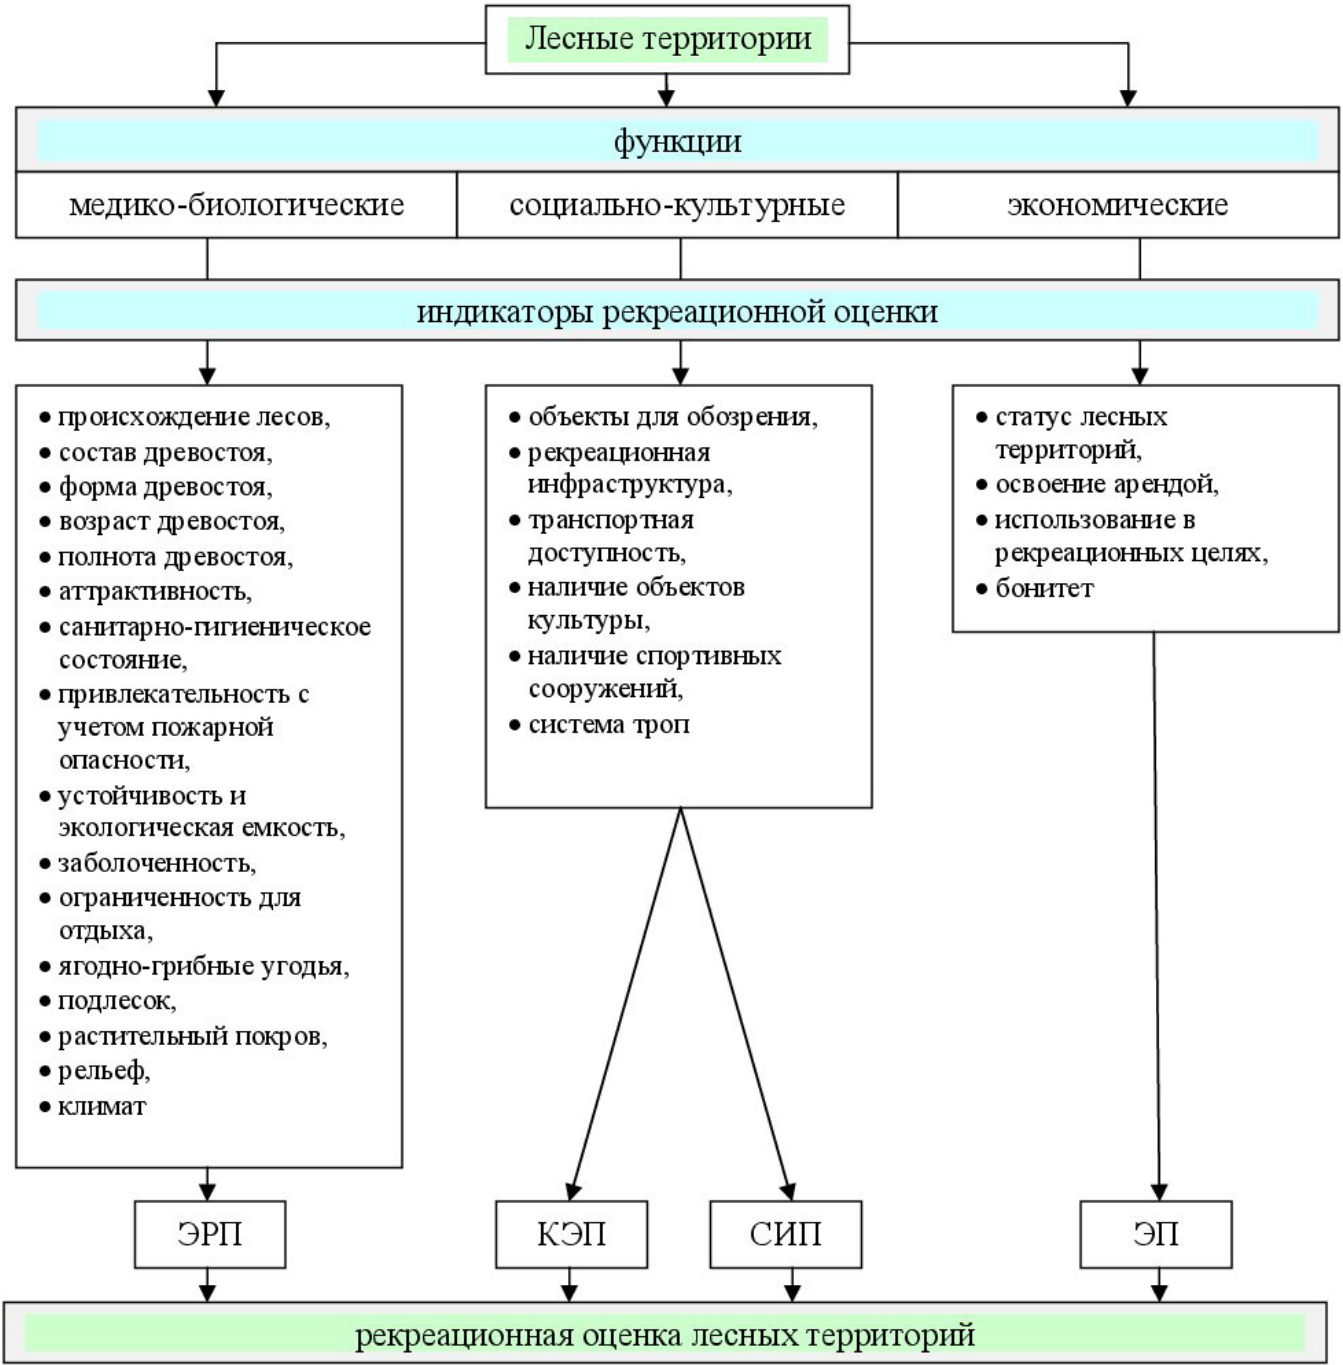 Лесные территории
функции
медико-биологические
социально-культурные
экономические
индикаторы рекреационной оценки
• происхождение лесов,
• состав древостоя,
• форма древостоя,
• возраст древостоя,
• полнота древостоя,
• аттрактивность,
• санитарно-гигиеническое
состояние,
• привлекательность с
учетом пожарной
опасности,
• устойчивость и
экологическая емкость,
• заболоченность,
• ограниченность для
отдыха,
• ягодно-грибные угодья,
• подлесок,
• растительный покров,
• рельеф,
• климат
• объекты для обозрения,
• рекреационная
инфраструктура,
• транспортная
доступность,
• наличие объектов
культуры,
• наличие спортивных
сооружений,
• система троп
• статус лесных
территорий,
• освоение арендой,
• использование в
рекреационных целях,
• бонитет
ЭРП
КЭП
СИП
ЭП
рекреационная оценка лесных территорий